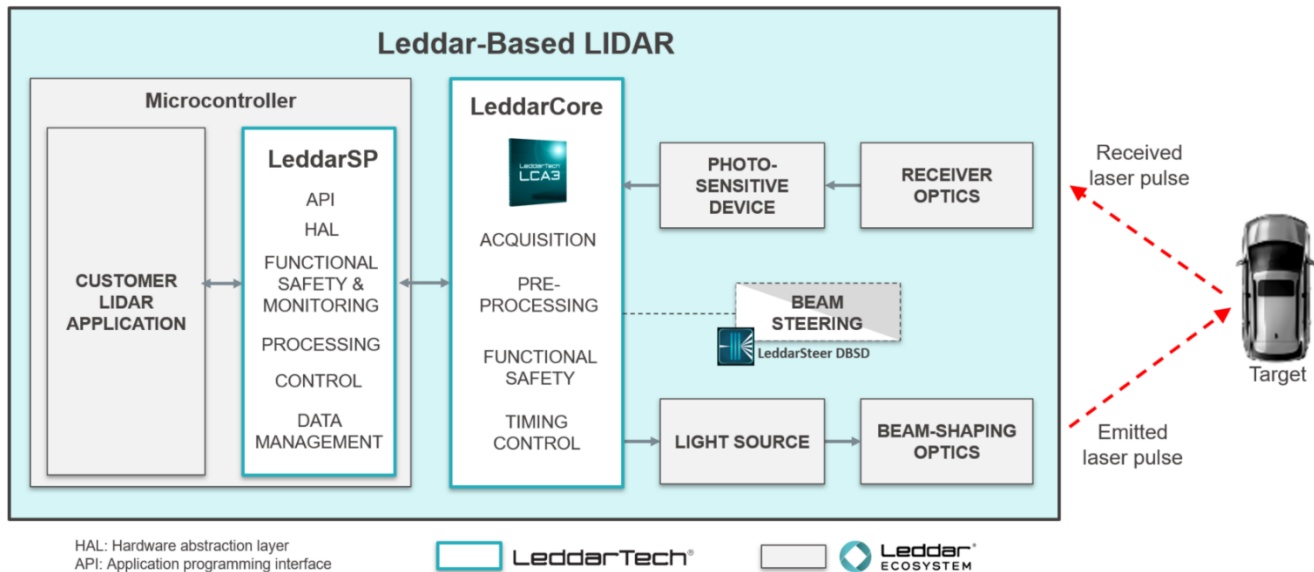 Leddar-Based LIDAR
Microcontroller
CUSTOMER
LIDAR
APPLICATION
LeddarSP
API
HAL
FUNCTIONAL
SAFETY &
MONITORING
PROCESSING
CONTROL
DATA
MANAGEMENT
LeddarCore
LeddarTech
LCA3
ACQUISITION
PRE-
PROCESSING
FUNCTIONAL
SAFETY
TIMING
CONTROL
PHOTO-
SENSITIVE
DEVICE
RECEIVER
OPTICS
BEAM
STEERING
LeddarSteer DBSD
LIGHT SOURCE
BEAM-SHAPING
OPTICS
Received
laser pulse
Target
Emitted
laser pulse
HAL: Hardware abstraction layer
API: Application programming interface
LeddarTech®
Leddar®
ECOSYSTEM